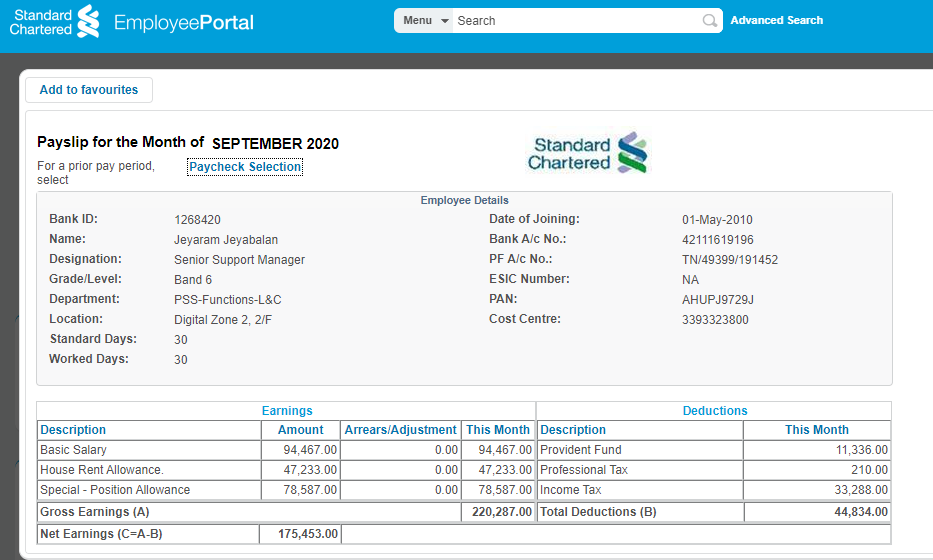 Standard Chartered EmployeePortal Menu Search Advanced Search
Add to favourites
Payslip for the Month of SEPTEMBER 2020
Standard
Chartered
For a prior pay period, Paycheck Selection
select
Employee Details
Bank ID: 1268420 Date of Joining: 01-May-2010
Name: Jeyaram Jeyabalan Bank A/c No.: 42111619196
Designation: Senior Support Manager PF A/c No.: TN/49399/191452
Grade/Level: Band 6 ESIC Number: NA
Department: PSS-Functions-L&C PAN: AHUPJ9729J
Location: Digital Zone 2, 2/F Cost Centre: 3393323800
Standard Days: 30
Worked Days: 30
Earnings Deductions
Description Amount Arrears/Adjustment This Month Description This Month
Basic Salary 94,467.00 0.00 94,467.00 Provident Fund 11,336.00
House Rent Allowance. 47,233.00 0.00 47,233.00 Professional Tax 210.00
Special - Position Allowance 78,587.00 0.00 78,587.00 Income Tax 33,288.00
Gross Earnings (A) 220,287.00 Total Deductions (B) 44,834.00
Net Earnings (C=A-B) 175,453.00